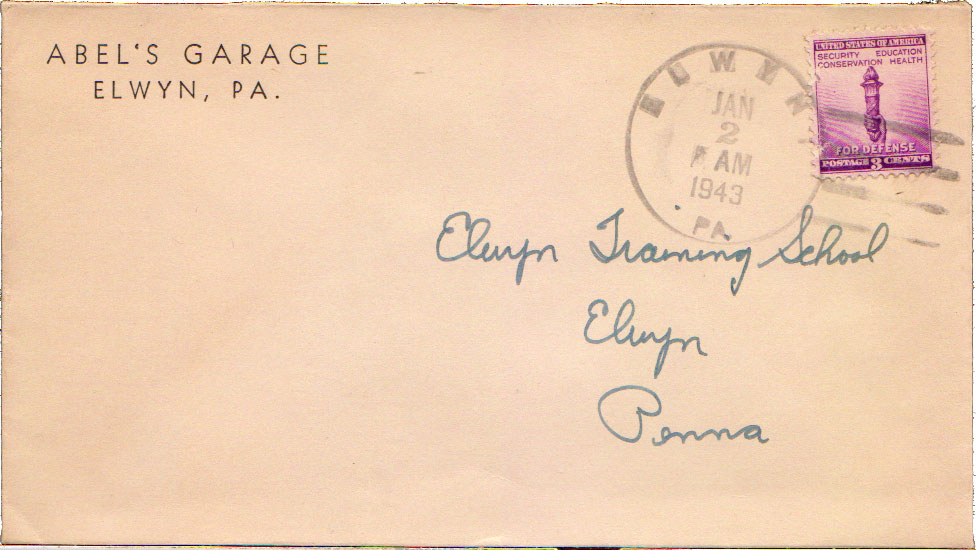 ABEL'S GARAGE
ELWYN, PA.
ELWYN
JAN
2
AM
1943
PA.
UNITED STATES OF AMERICA
SECURITY EDUCATION
CONSERVATION HEALTH
FOR DEFENSE
POSTAGE 3 CENTS
Elwyn Training School
Elwyn
Penna